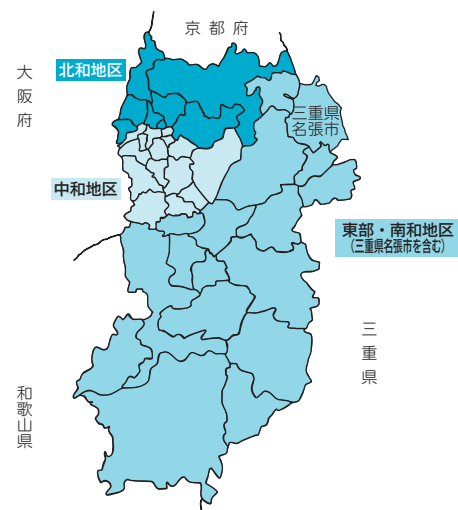 京都府
大阪府
北和地区
三重県
名張市
中和地区
東部・南和地区
(三重県名張市を含む)
三重県
和歌山県